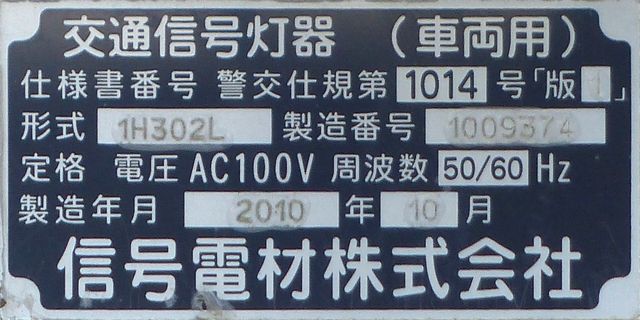 交通信号灯器 （車両用）
仕様書番号 警交仕規第 1014 号「版1」
形式 1H302L 製造番号 1009374
定格 電圧 AC100V 周波数 50/60 Hz
製造年月 2010 年 10 月
信号電材株式会社